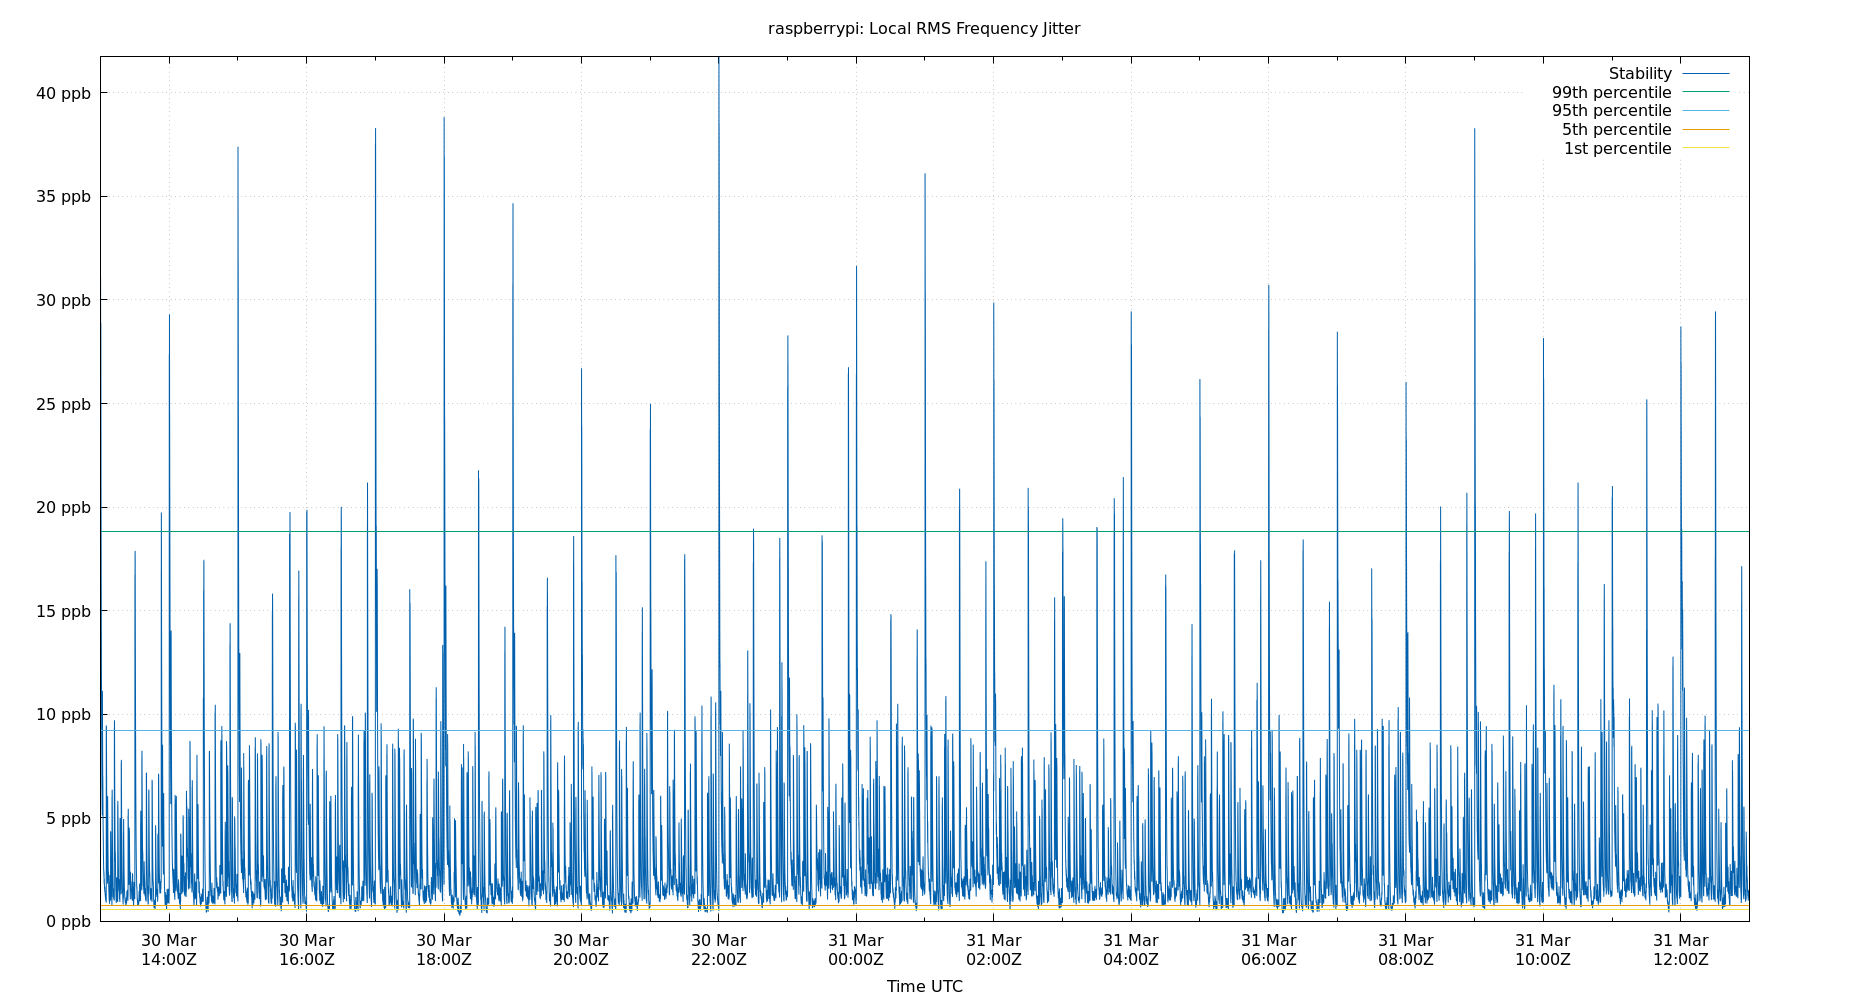 raspberrypi: Local RMS Frequency Jitter
Stability
99th percentile
95th percentile
5th percentile
1st percentile
40 ppb
35 ppb
30 ppb
25 ppb
20 ppb
15 ppb
10 ppb
5 ppb
0 ppb
30 Mar 30 Mar 30 Mar 30 Mar 30 Mar 31 Mar 31 Mar 31 Mar 31 Mar 31 Mar 31 Mar 31 Mar
14:00Z 16:00Z 18:00Z 20:00Z 22:00Z 00:00Z 02:00Z 04:00Z 06:00Z 08:00Z 10:00Z 12:00Z
Time UTC